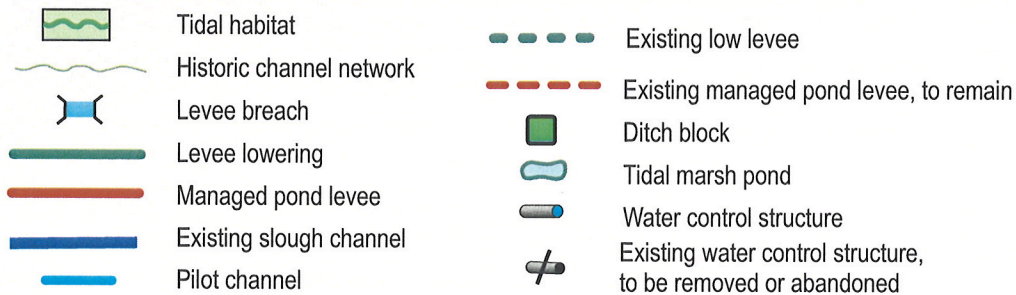 Tidal habitat
Historic channel network
Levee breach
Levee lowering
Managed pond levee
Existing slough channel
Pilot channel
Existing low levee
Existing managed pond levee, to remain
Ditch block
Tidal marsh pond
Water control structure
Existing water control structure,
to be removed or abandoned